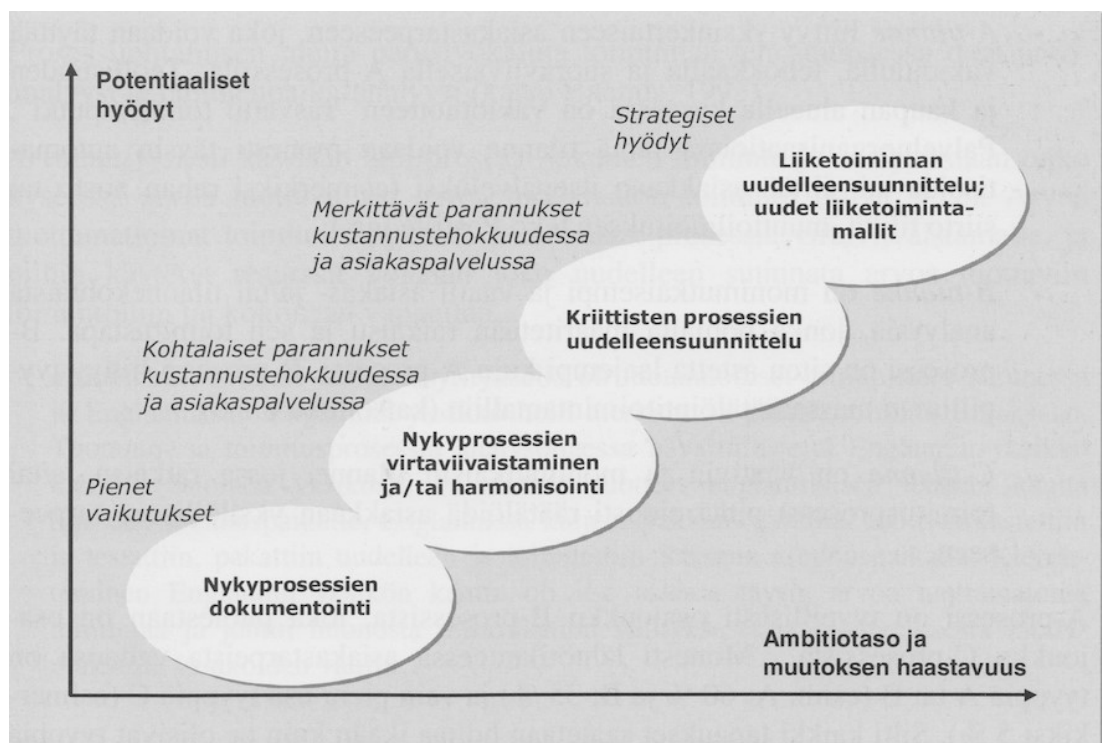 Potentiaaliset
hyödyt
Strategiset
hyödyt
Liiketoiminnan
uudelleensuunnittelu;
uudet liiketoiminta-
mallit
Merkittävät parannukset
kustannustehokkuudessa
ja asiakaspalvelussa
Kriittisten prosessien
uudelleensuunnittelu
Kohtalaiset parannukset
kustannustehokkuudessa
ja asiakaspalvelussa
Nykyprosessien
virtaviivaistaminen
ja/tai harmonisointi
Pienet
vaikutukset
Nykyprosessien
dokumentointi
Ambitiotaso ja
muutoksen haastavuus